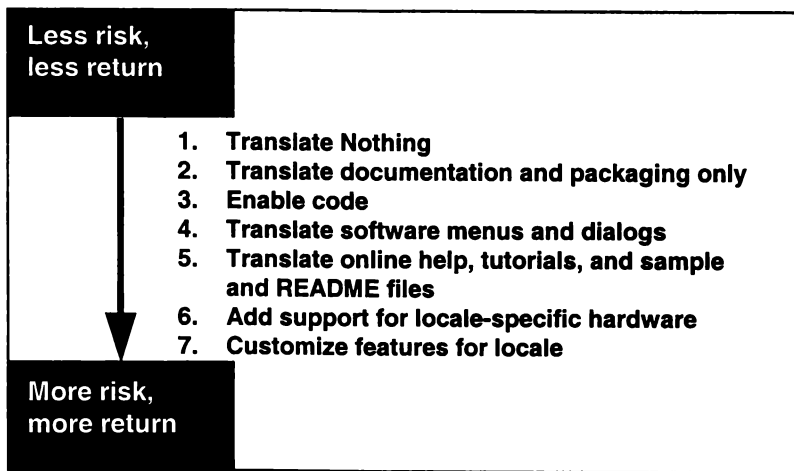 Less risk,
less return
1. Translate Nothing
2. Translate documentation and packaging only
3. Enable code
4. Translate software menus and dialogs
5. Translate online help, tutorials, and sample
and README files
6. Add support for locale-specific hardware
7. Customize features for locale
More risk,
more return